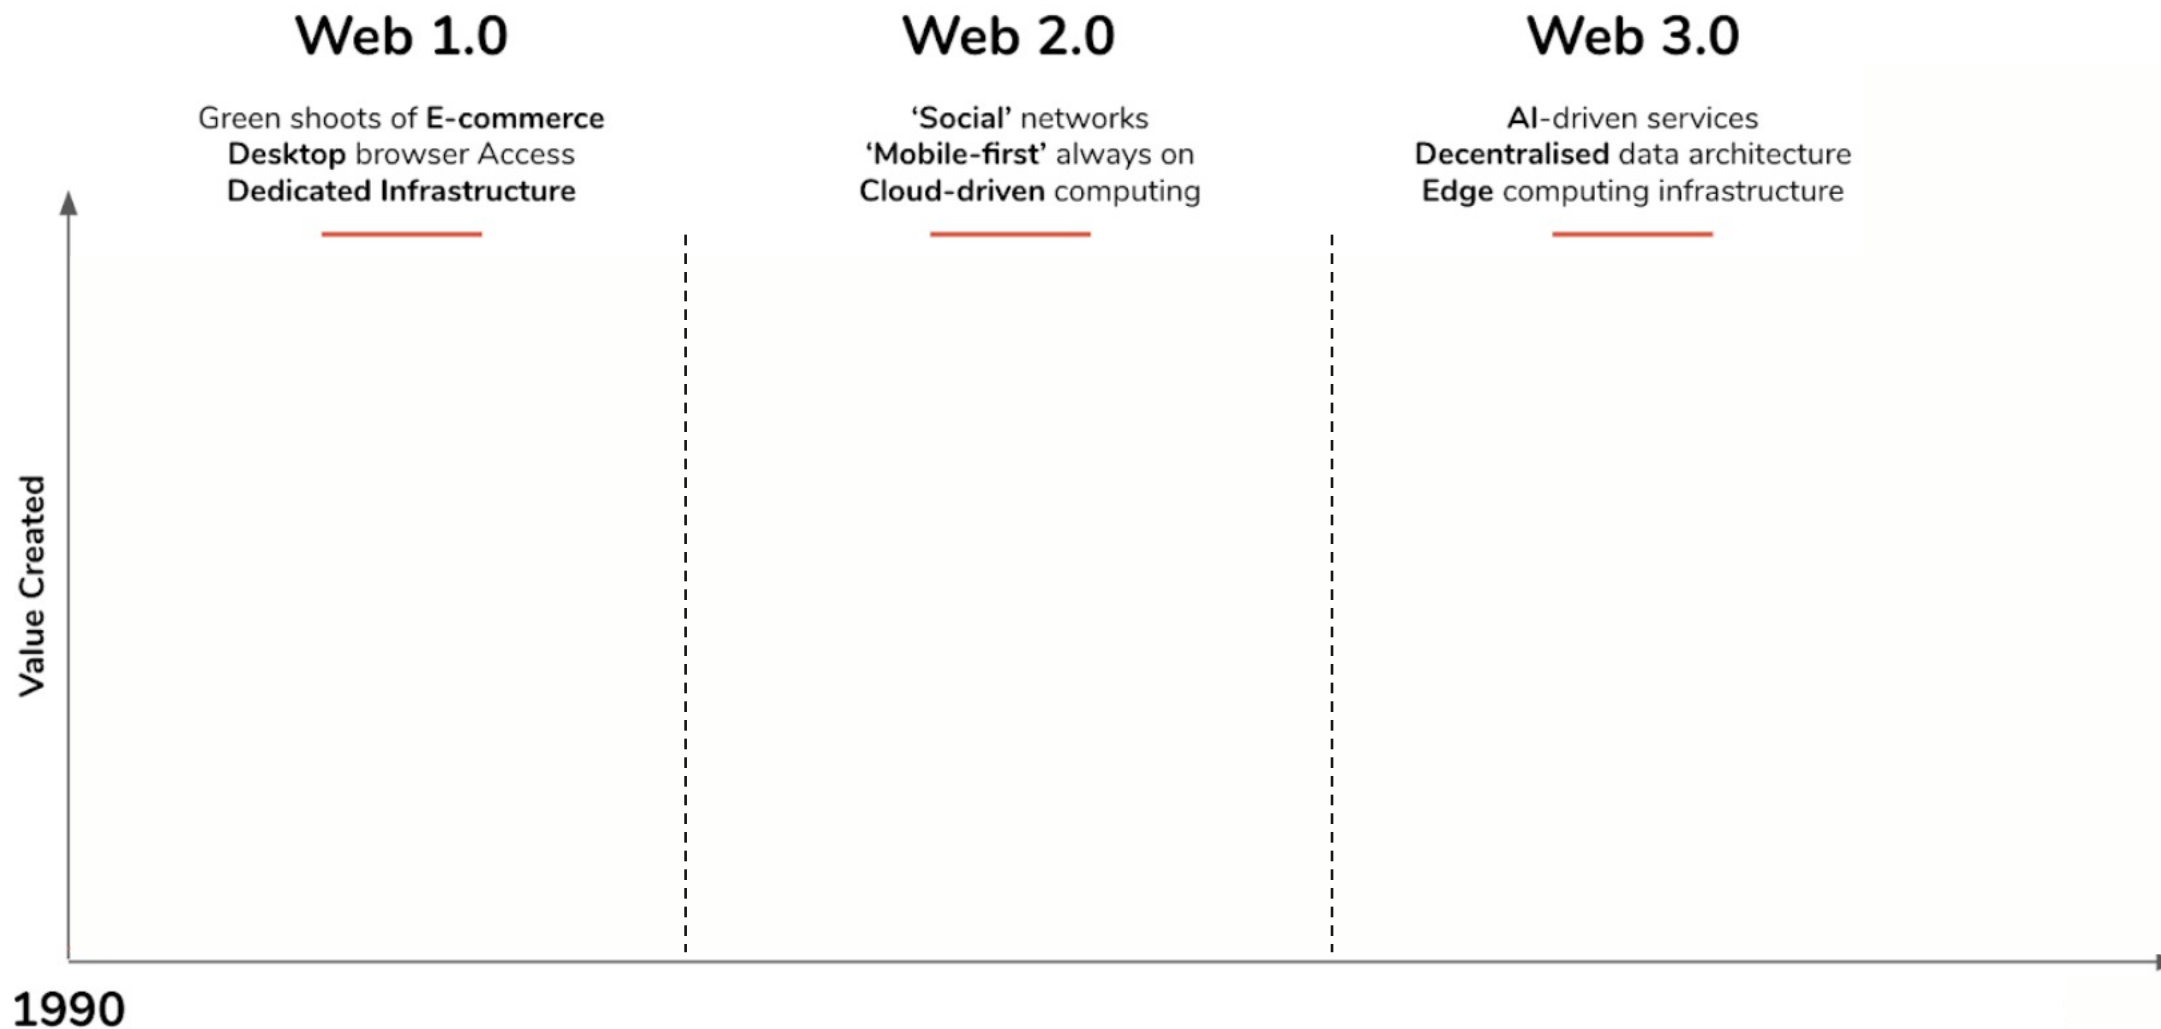 Web 1.0
Green shoots of E-commerce
Desktop browser Access
Dedicated Infrastructure
Web 2.0
‘Social’ networks
‘Mobile-first’ always on
Cloud-driven computing
Web 3.0
AI-driven services
Decentralised data architecture
Edge computing infrastructure
Value Created
1990